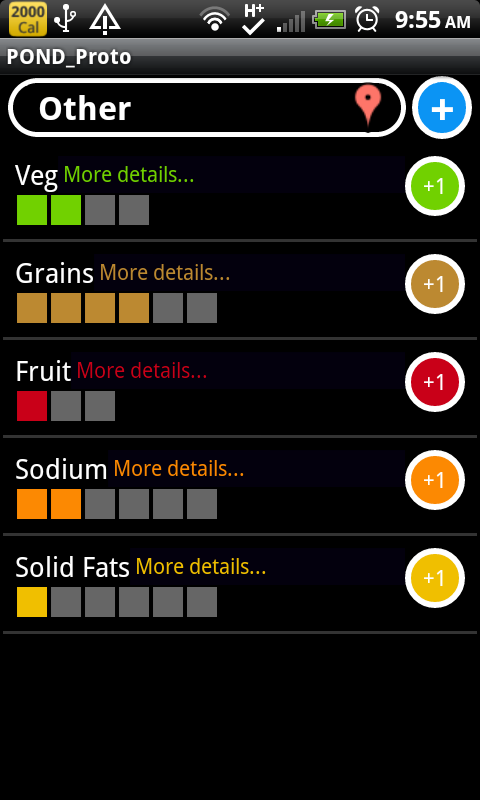 2000 Cal H+ 9:55 AM
POND_Proto
Other +
Veg More details... +1
Grains More details... +1
Fruit More details... +1
Sodium More details... +1
Solid Fats More details... +1